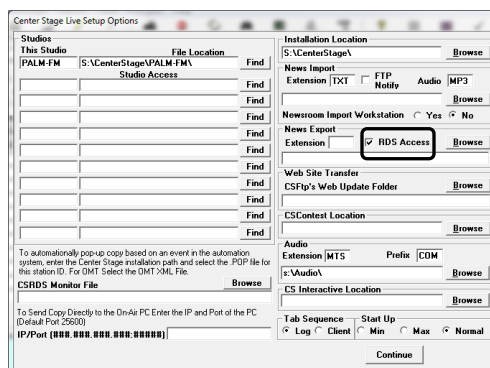 Center Stage Live Setup Options
Studios
This Studio File Location
PALM-FM S:\CenterStage\PALM-FM\ Find
Studio Access
Find
Find
Find
Find
Find
Find
Find
Find
To automationally pop-up copy based on an event in the automation
system, enter the Center Stage installation path and select the .POP file for
this station ID. For OMT Select the OMT XML File.
CSRDS Monitor File Browse
To Send Copy Directly to the On-Air PC Enter the IP and Port of the PC
(Default Port 25600)
IP/Port (###.###.###.###:#####)
Installation Location
S:\CenterStage\ Browse
News Import
Extension TXT FTP Notify Audio MP3
Browse
Newsroom Import Workstation Yes No
News Export
Extension RDS Access Browse
Web Site Transfer
CSFtp's Web Update Folder Browse
CSContest Location
Browse
Audio
Extension MTS Prefix COM
s:\Audio\ Browse
CS Interactive Location
Browse
Tab Sequence Start Up
Log Client Min Max Normal
Continue